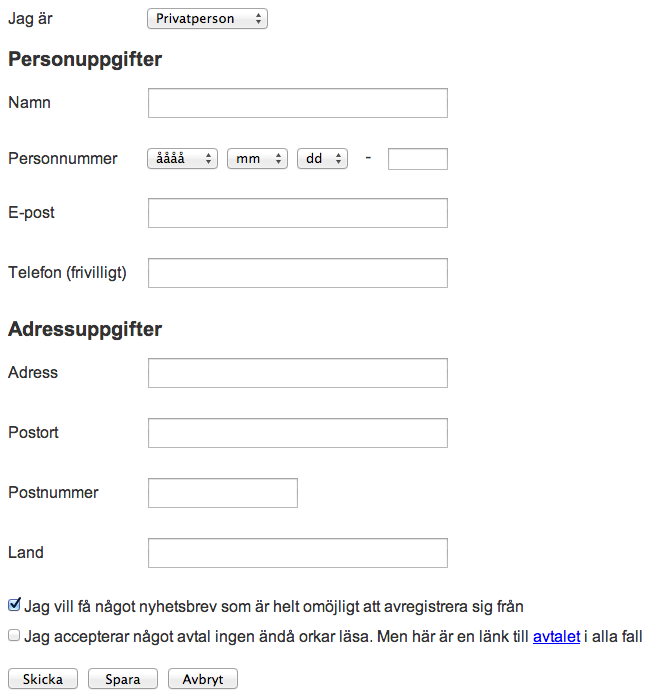 Jag är Privatperson
Personuppgifter
Namn
Personnummer åååå mm dd -
E-post
Telefon (frivilligt)
Adressuppgifter
Adress
Postort
Postnummer
Land
Jag vill få något nyhetsbrev som är helt omöjligt att avregistrera sig från
Jag accepterar något avtal ingen ändå orkar läsa. Men här är en länk till avtalet i alla fall
Skicka Spara Avbryt